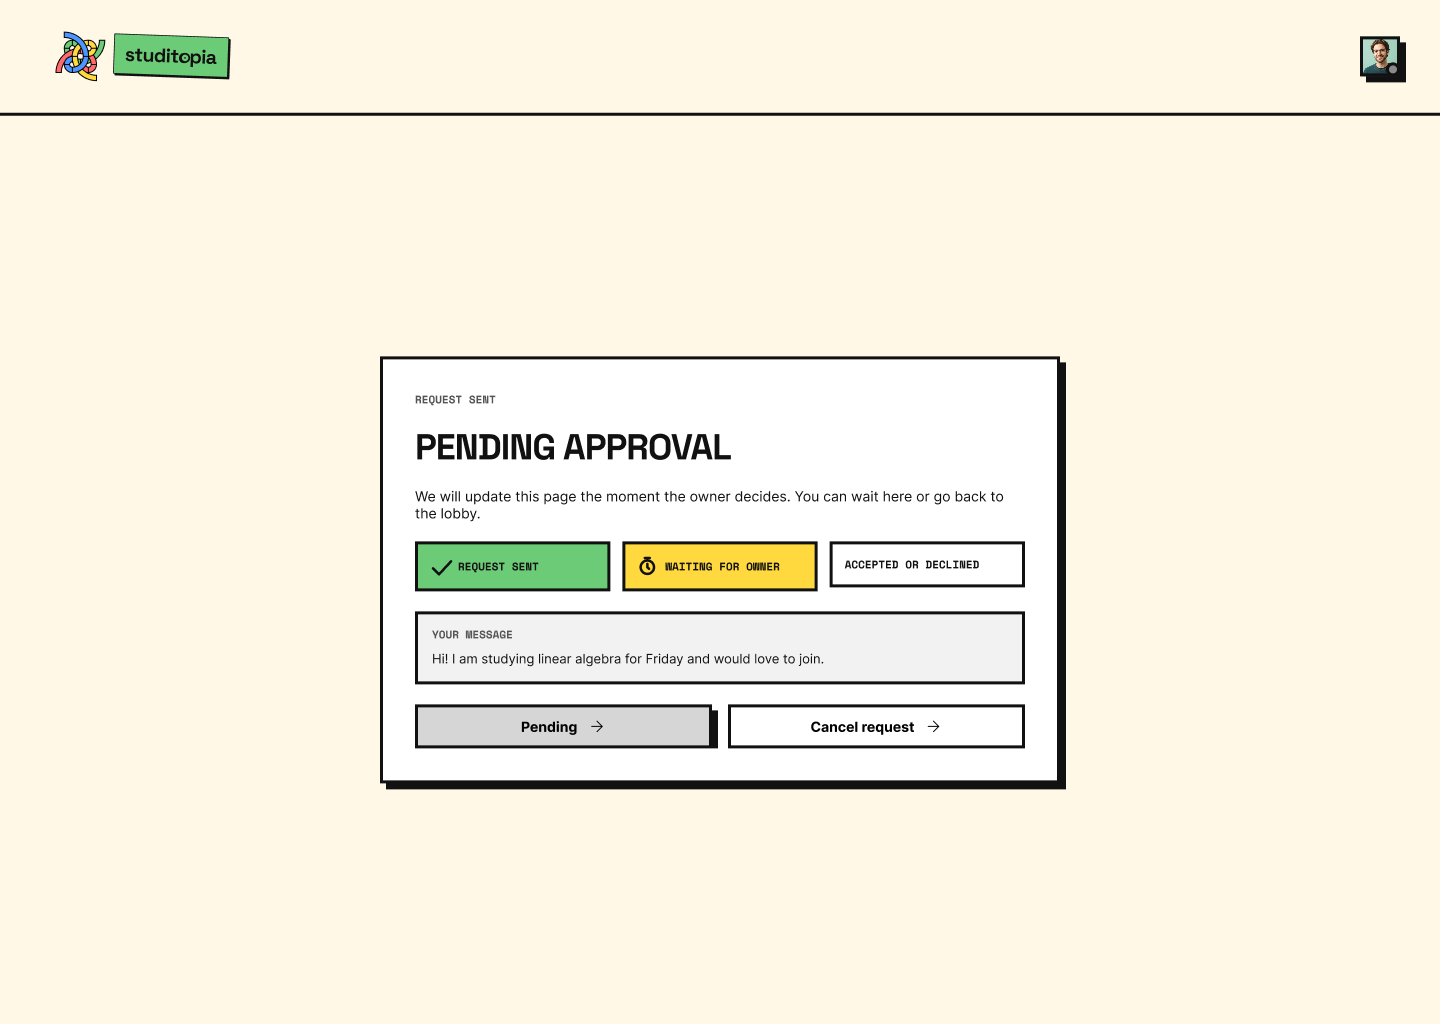 studitopia
REQUEST SENT
PENDING APPROVAL
We will update this page the moment the owner decides. You can wait here or go back to
the lobby.
REQUEST SENT
WAITING FOR OWNER
ACCEPTED OR DECLINED
YOUR MESSAGE
Hi! I am studying linear algebra for Friday and would love to join.
Pending
Cancel request